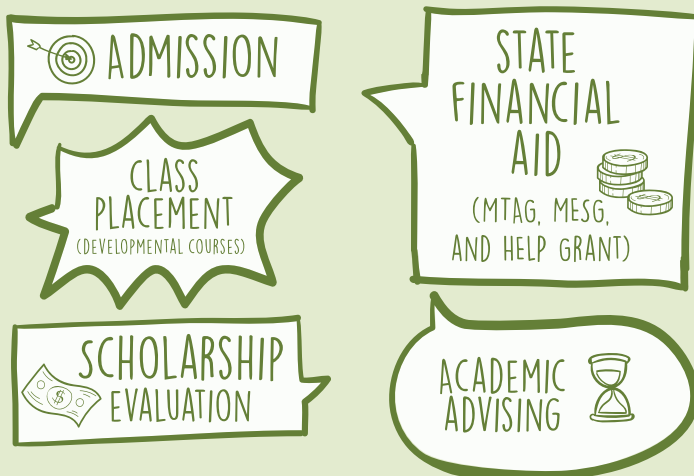 ADMISSION
STATE
FINANCIAL
AID
(MTAG, MESG,
AND HELP GRANT)
CLASS
PLACEMENT
(DEVELOPMENTAL COURSES)
SCHOLARSHIP
EVALUATION
ACADEMIC
ADVISING